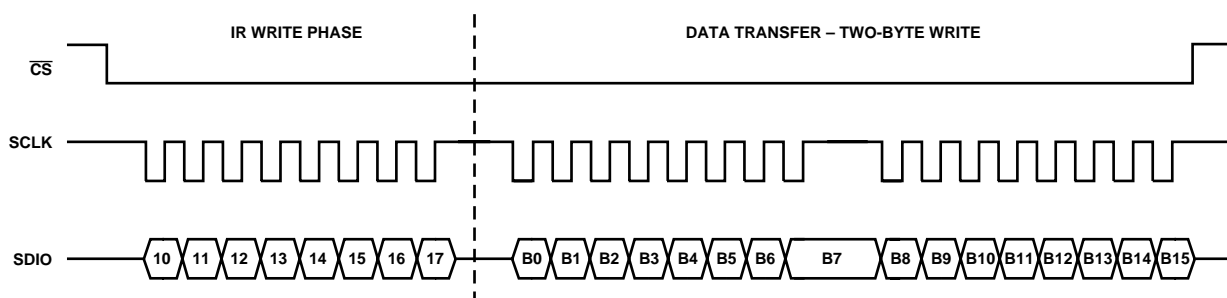 IR WRITE PHASE DATA TRANSFER – TWO-BYTE WRITE
CS
SCLK
SDIO 10 11 12 13 14 15 16 17 B0 B1 B2 B3 B4 B5 B6 B7 B8 B9 B10 B11 B12 B13 B14 B15